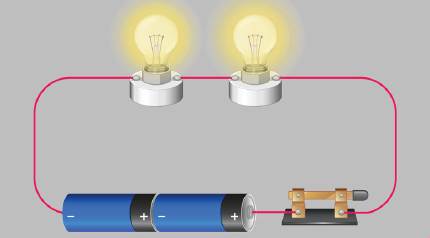 − + − +